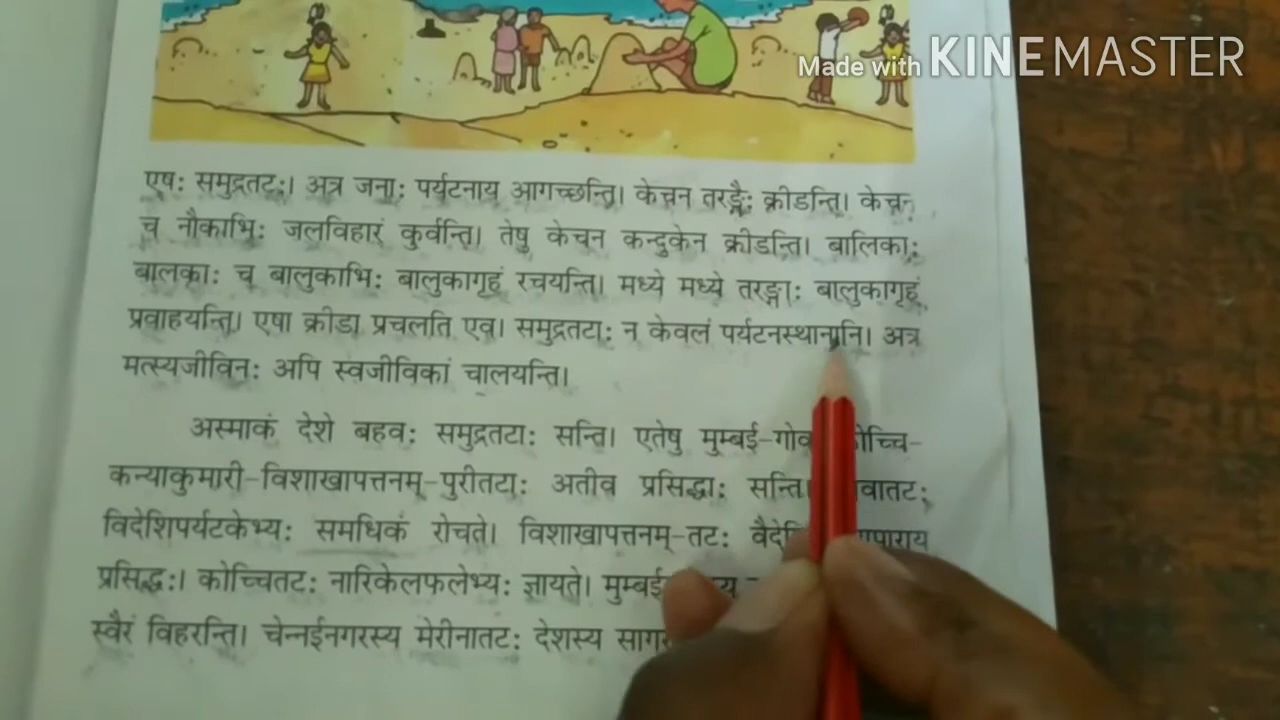 Made with KINEMASTER
एषः समुद्रतटः। अत्र जनाः पर्यटनाय आगच्छन्ति। केचन तरङ्गैः क्रीडन्ति। केचन
च नौकाभिः जलविहारं कुर्वन्ति। तेषु केचन कन्दुकेन क्रीडन्ति। बालिकाः
बालकाः च बालुकाभिः बालुकागृहं रचयन्ति। मध्ये मध्ये तरङ्गाः बालुकागृहं
प्रवाहयन्ति। एषा क्रीडा प्रचलति एव। समुद्रतटाः न केवलं पर्यटनस्थानानि। अत्र
मत्स्यजीविनः अपि स्वजीविकां चालयन्ति।
अस्माकं देशे बहवः समुद्रतटाः सन्ति। एतेषु मुम्बई-गोवा-कोच्चि-
कन्याकुमारी-विशाखापत्तनम्-पुरीतटाः अतीव प्रसिद्धाः सन्ति।
विदेशिपर्यटकेभ्यः समधिकं रोचते। विशाखापत्तनम्-तटः
प्रसिद्धः। कोच्चितटः नारिकेलफलेभ्यः ज्ञायते।
स्वैरं विहरन्ति। चेन्नईनगरस्य मेरीनातटः देशस्य